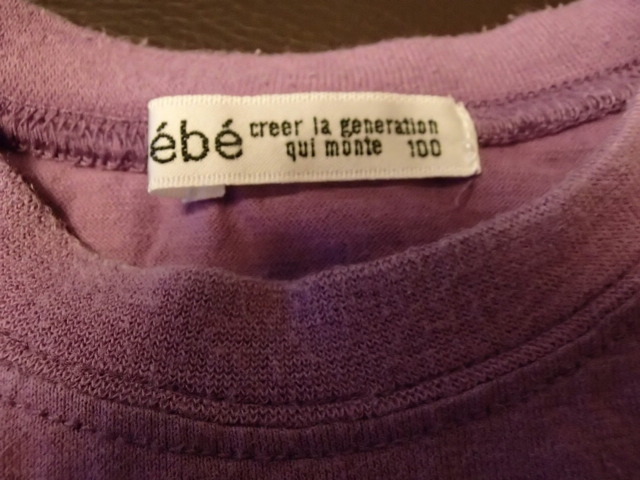 ébé
creer la generation
qui monte 100